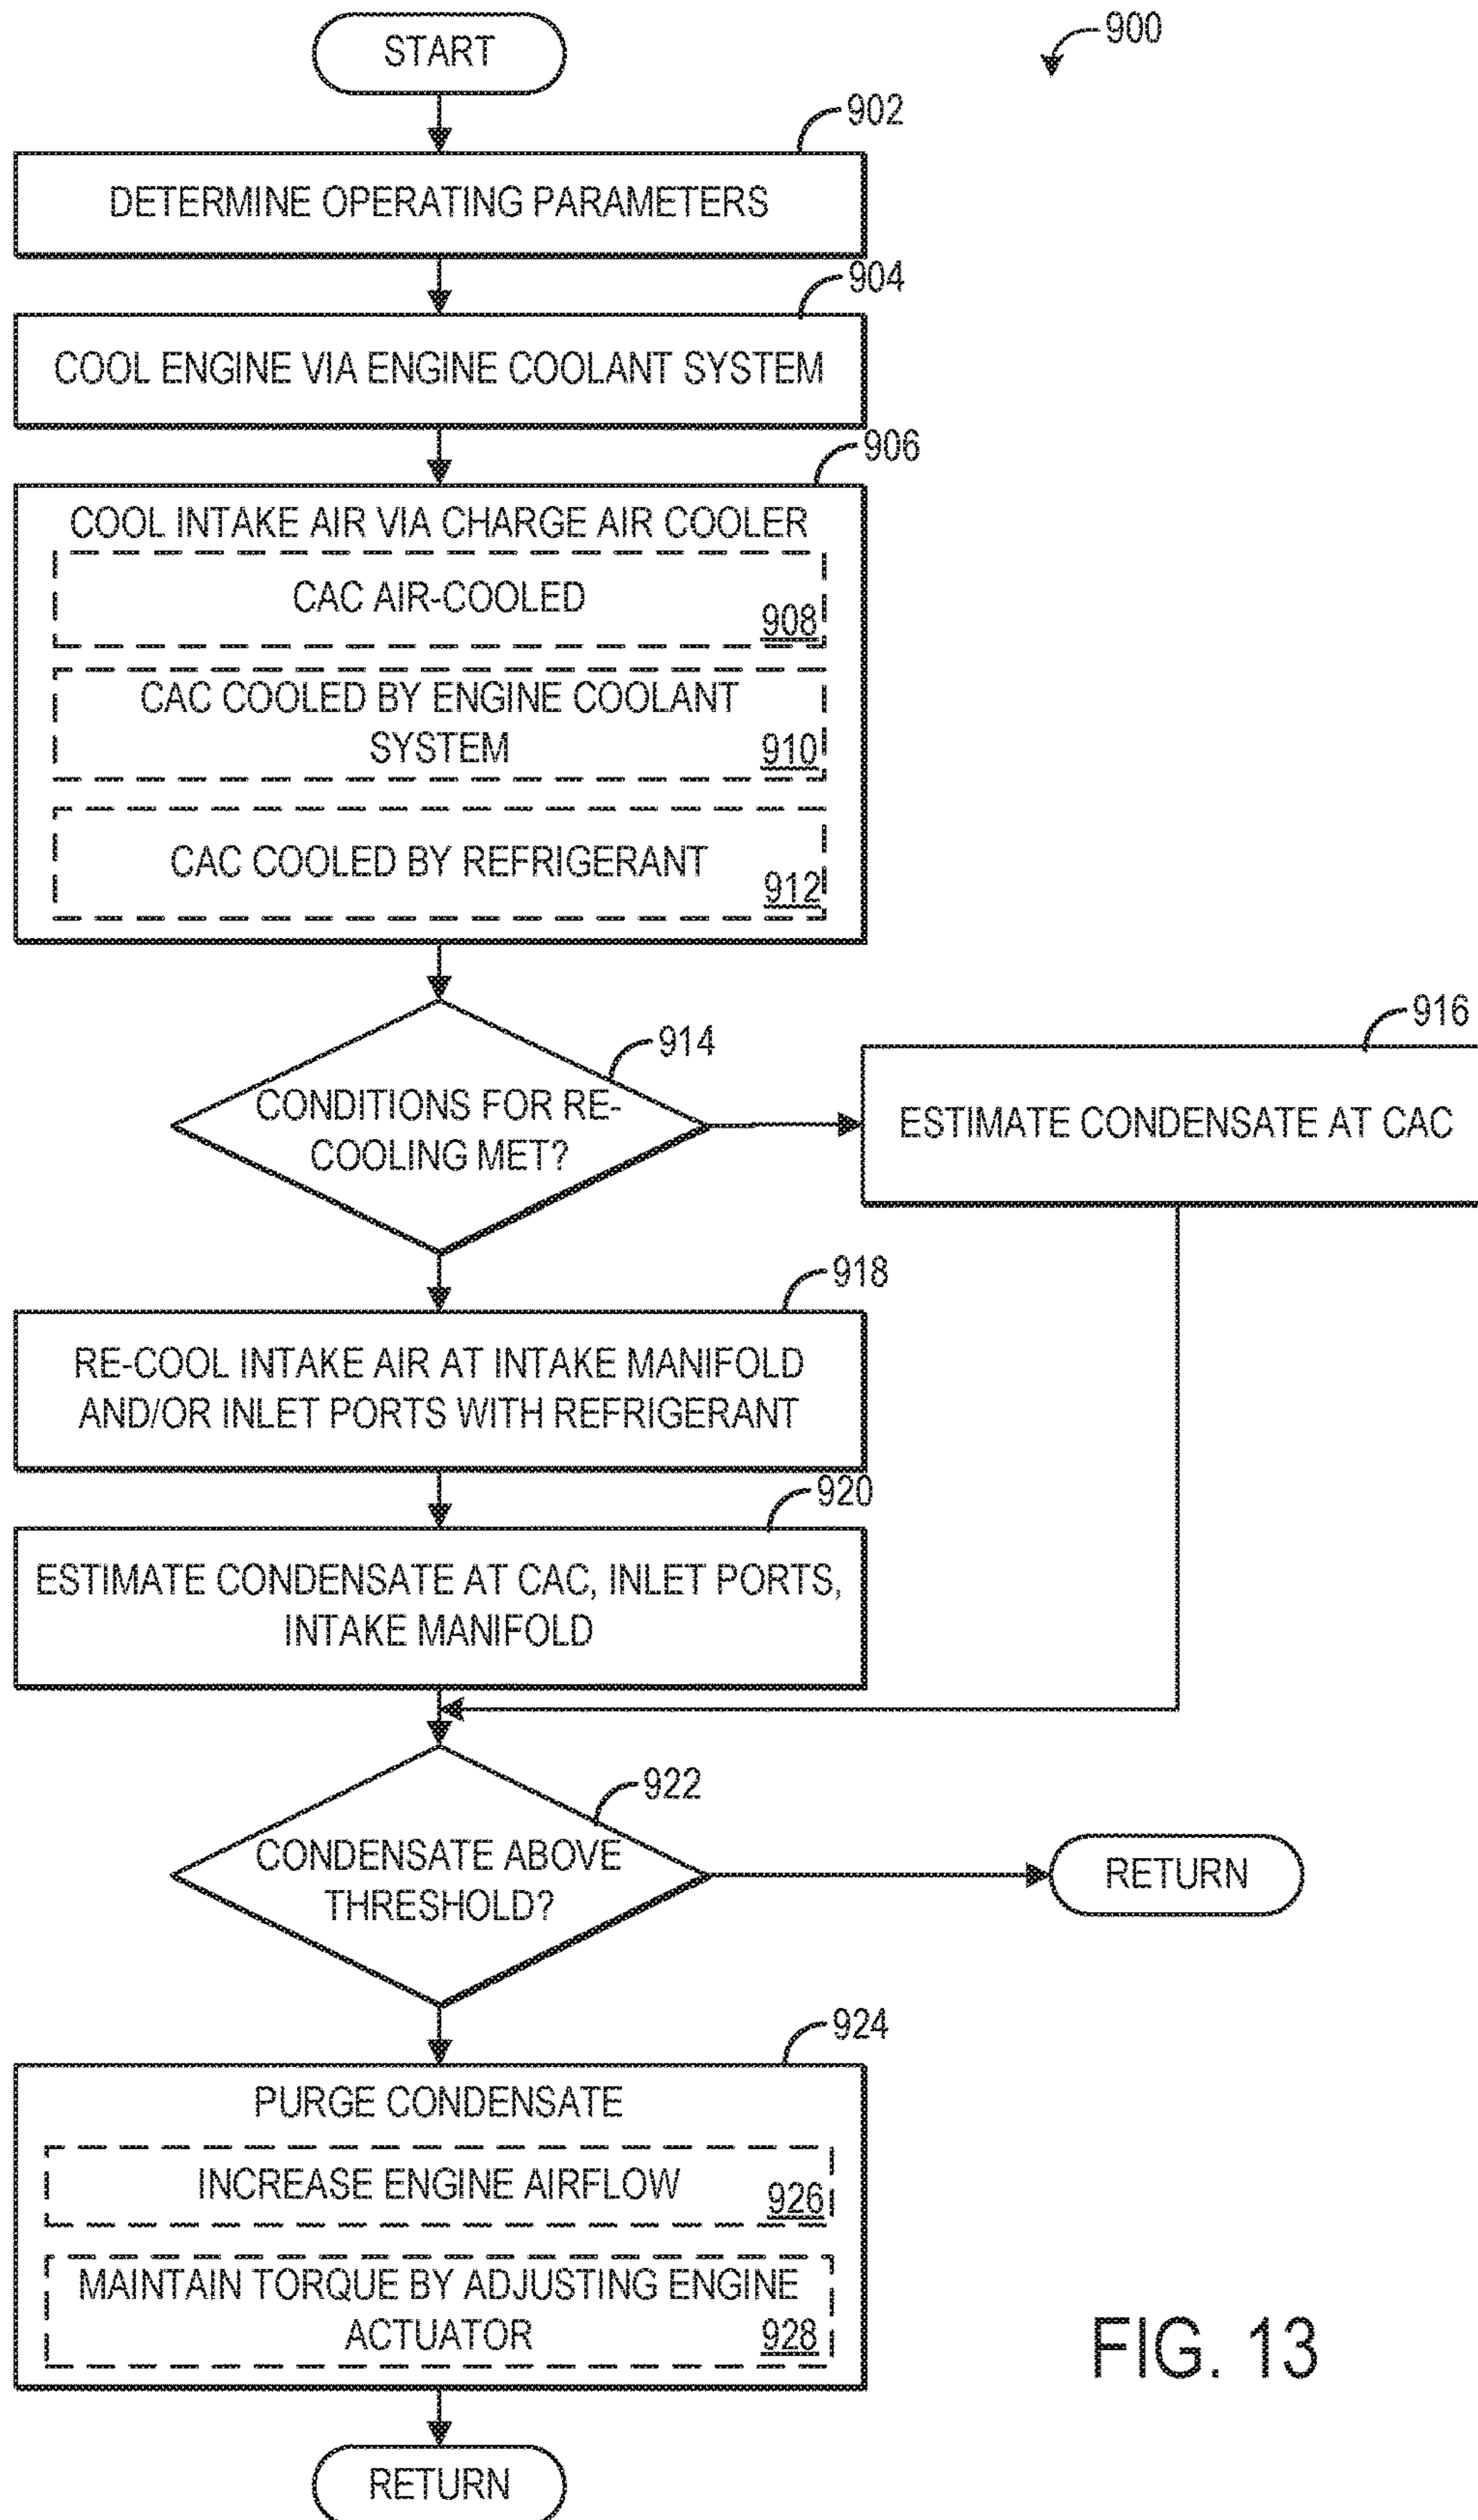 START
900
902
DETERMINE OPERATING PARAMETERS
904
COOL ENGINE VIA ENGINE COOLANT SYSTEM
906
COOL INTAKE AIR VIA CHARGE AIR COOLER
CAC AIR-COOLED
908
CAC COOLED BY ENGINE COOLANT
SYSTEM
910
CAC COOLED BY REFRIGERANT
912
914
CONDITIONS FOR RE-
COOLING MET?
916
ESTIMATE CONDENSATE AT CAC
918
RE-COOL INTAKE AIR AT INTAKE MANIFOLD
AND/OR INLET PORTS WITH REFRIGERANT
920
ESTIMATE CONDENSATE AT CAC, INLET PORTS,
INTAKE MANIFOLD
922
CONDENSATE ABOVE
THRESHOLD?
RETURN
924
PURGE CONDENSATE
INCREASE ENGINE AIRFLOW
926
MAINTAIN TORQUE BY ADJUSTING ENGINE
ACTUATOR
928
RETURN
FIG. 13